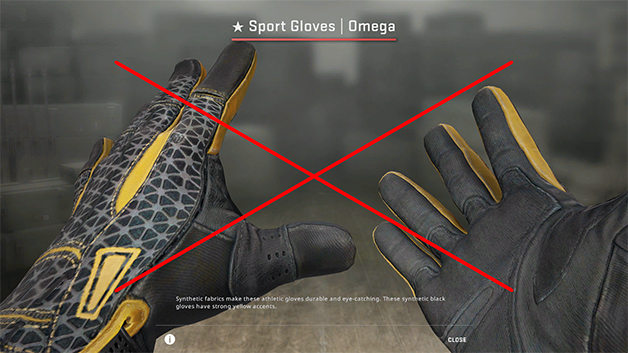 ★ Sport Gloves | Omega
Synthetic fabrics make these athletic gloves durable and eye-catching. These synthetic black
gloves have strong yellow accents.
CLOSE